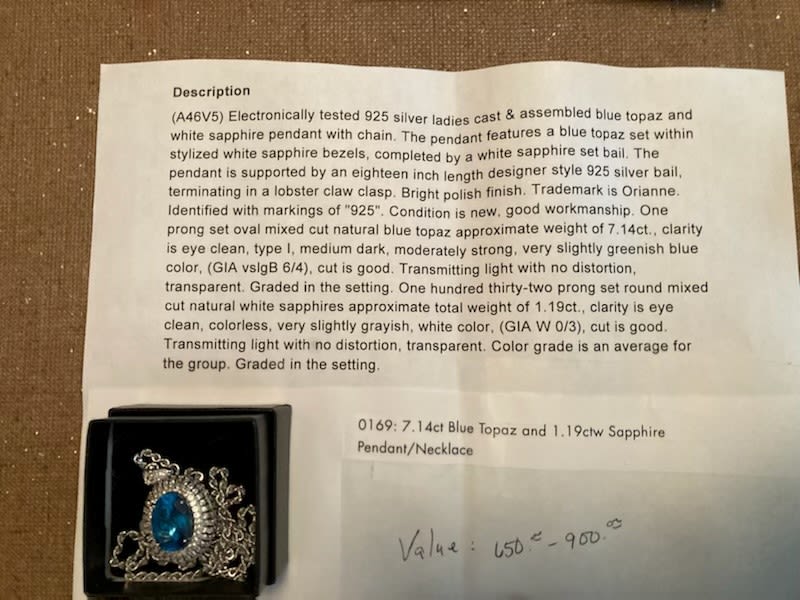 Description
(A46V5) Electronically tested 925 silver ladies cast & assembled blue topaz and
white sapphire pendant with chain. The pendant features a blue topaz set within
stylized white sapphire bezels, completed by a white sapphire set bail. The
pendant is supported by an eighteen inch length designer style 925 silver bail,
terminating in a lobster claw clasp. Bright polish finish. Trademark is Orianne.
Identified with markings of "925". Condition is new, good workmanship. One
prong set oval mixed cut natural blue topaz approximate weight of 7.14ct., clarity
is eye clean, type I, medium dark, moderately strong, very slightly greenish blue
color, (GIA vslgB 6/4), cut is good. Transmitting light with no distortion,
transparent. Graded in the setting. One hundred thirty-two prong set round mixed
cut natural white sapphires approximate total weight of 1.19ct., clarity is eye
clean, colorless, very slightly grayish, white color, (GIA W 0/3), cut is good.
Transmitting light with no distortion, transparent. Color grade is an average for
the group. Graded in the setting.
0169: 7.14ct Blue Topaz and 1.19ctw Sapphire
Pendant/Necklace
Value: 650.00 - 900.00